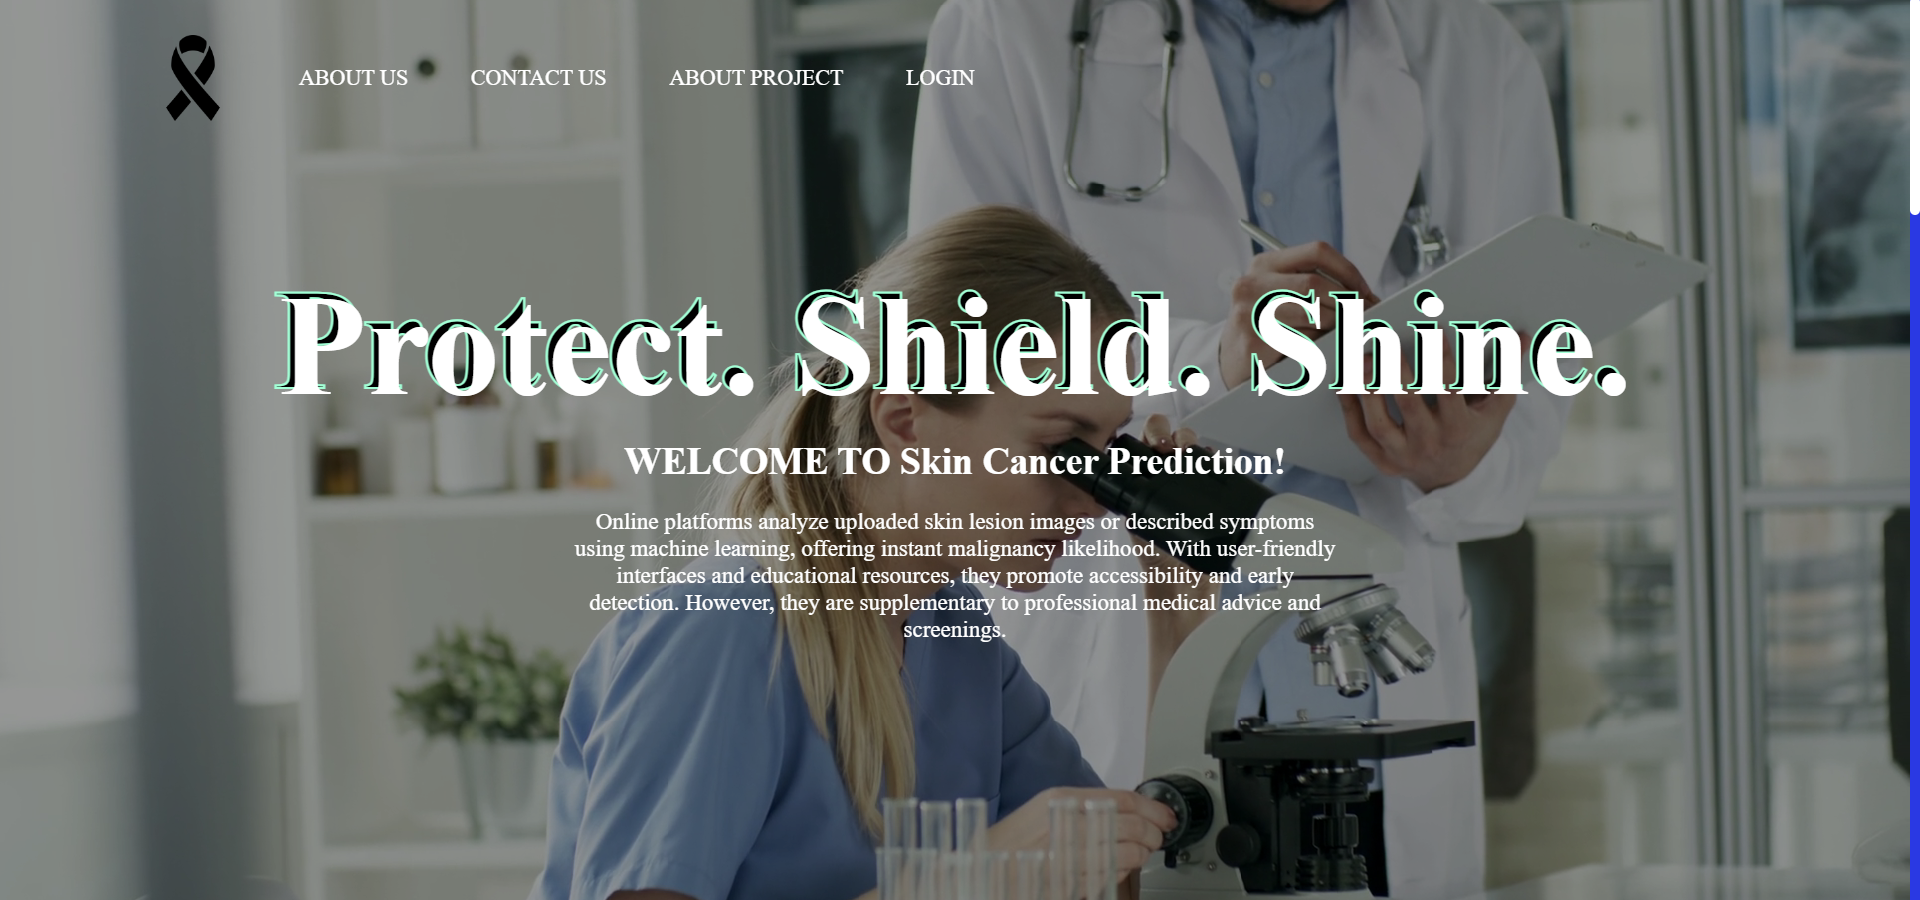 ABOUT US CONTACT US ABOUT PROJECT LOGIN
Protect. Shield. Shine.
WELCOME TO Skin Cancer Prediction!
Online platforms analyze uploaded skin lesion images or described symptoms
using machine learning, offering instant malignancy likelihood. With user-friendly
interfaces and educational resources, they promote accessibility and early
detection. However, they are supplementary to professional medical advice and
screenings.